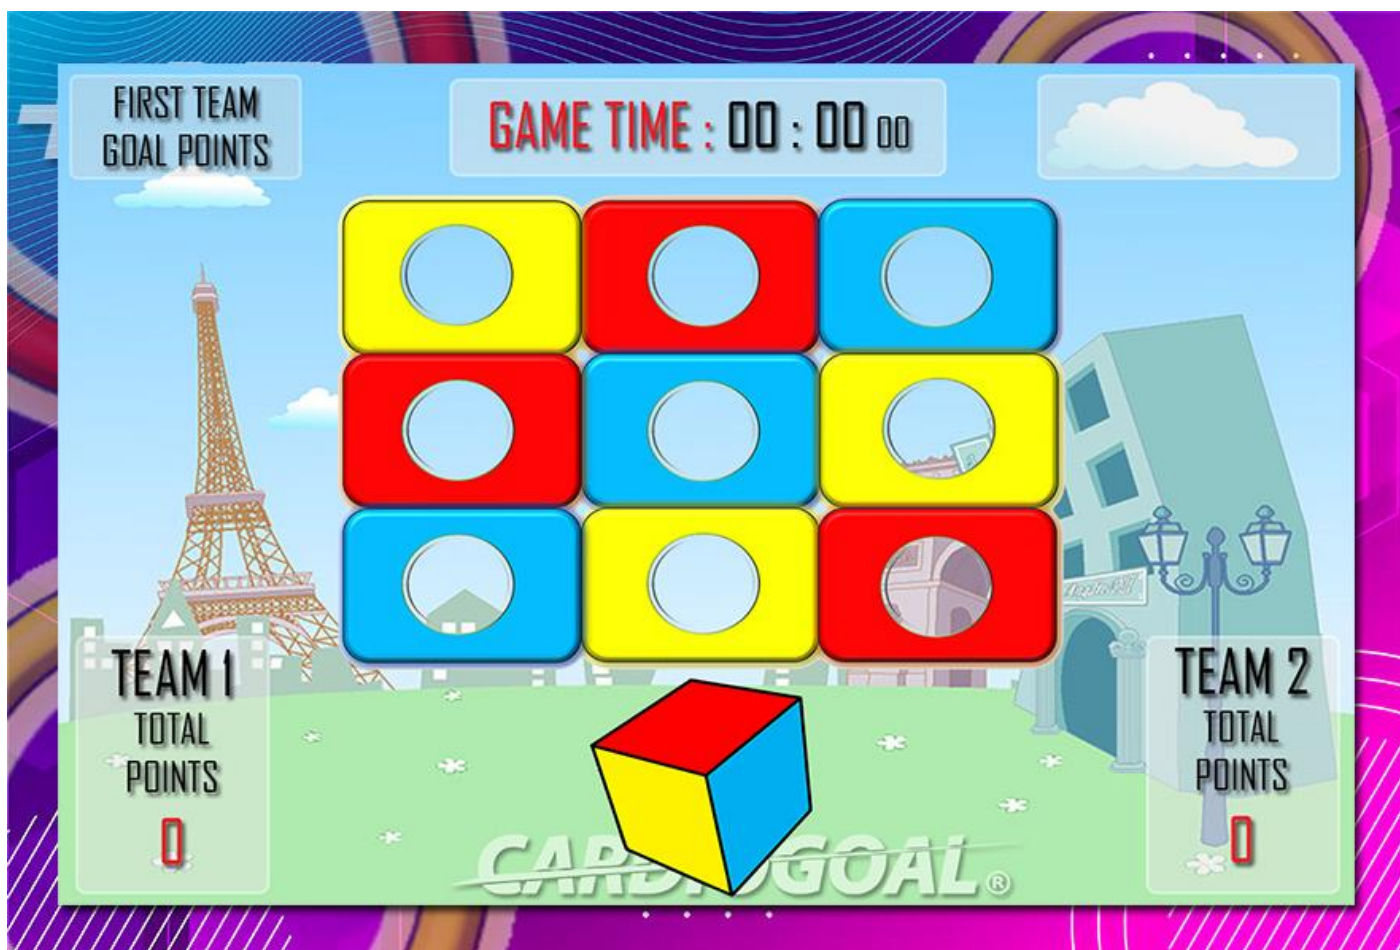 FIRST TEAM
GOAL POINTS
GAME TIME : 00 : 00 00
TEAM 1
TOTAL
POINTS
0
TEAM 2
TOTAL
POINTS
0
CARDIOGOAL ®